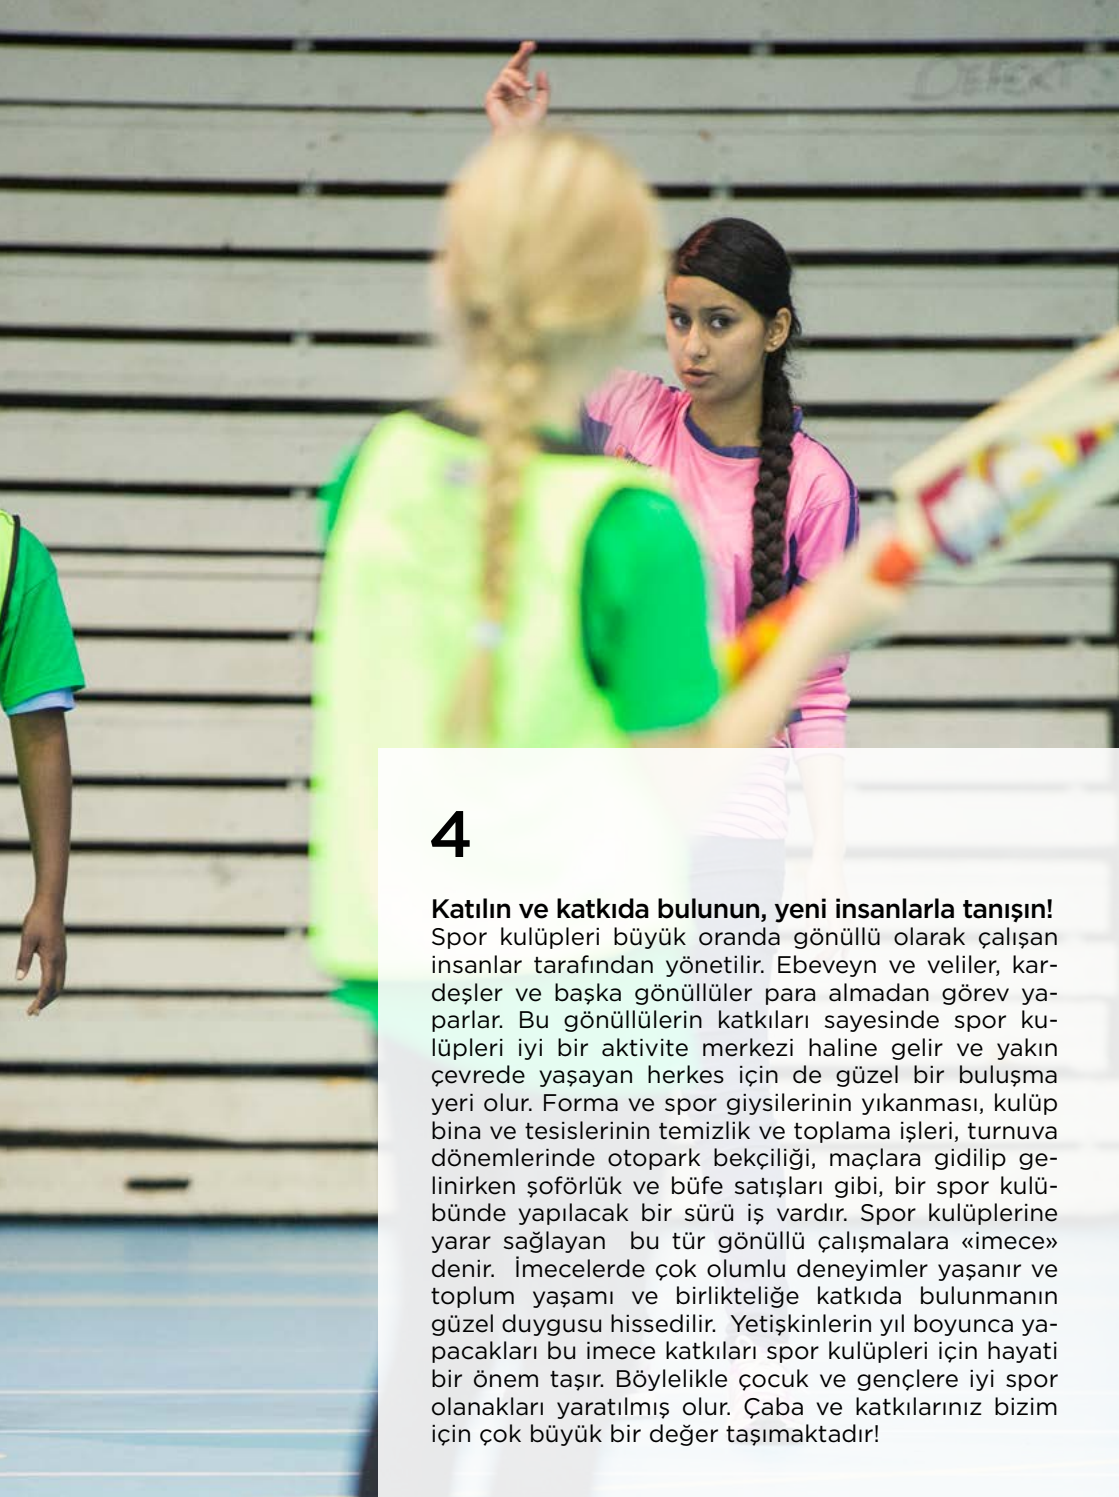 DEFEKT
4
Katılın ve katkıda bulunun, yeni insanlarla tanışın!
Spor kulüpleri büyük oranda gönüllü olarak çalışan
insanlar tarafından yönetilir. Ebeveyn ve veliler, kar-
deşler ve başka gönüllüler para almadan görev ya-
parlar. Bu gönüllülerin katkıları sayesinde spor ku-
lüpleri iyi bir aktivite merkezi haline gelir ve yakın
çevrede yaşayan herkes için de güzel bir buluşma
yeri olur. Forma ve spor giysilerinin yıkanması, kulüp
bina ve tesislerinin temizlik ve toplama işleri, turnuva
dönemlerinde otopark bekçiliği, maçlara gidilip ge-
linirken şoförlük ve büfe satışları gibi, bir spor kulü-
bünde yapılacak bir sürü iş vardır. Spor kulüplerine
yarar sağlayan  bu tür gönüllü çalışmalara «imece»
denir.  İmecelerde çok olumlu deneyimler yaşanır ve
toplum yaşamı ve birlikteliğe katkıda bulunmanın
güzel duygusu hissedilir.  Yetişkinlerin yıl boyunca ya-
pacakları bu imece katkıları spor kulüpleri için hayati
bir önem taşır. Böylelikle çocuk ve gençlere iyi spor
olanakları yaratılmış olur. Çaba ve katkılarınız bizim
için çok büyük bir değer taşımaktadır!